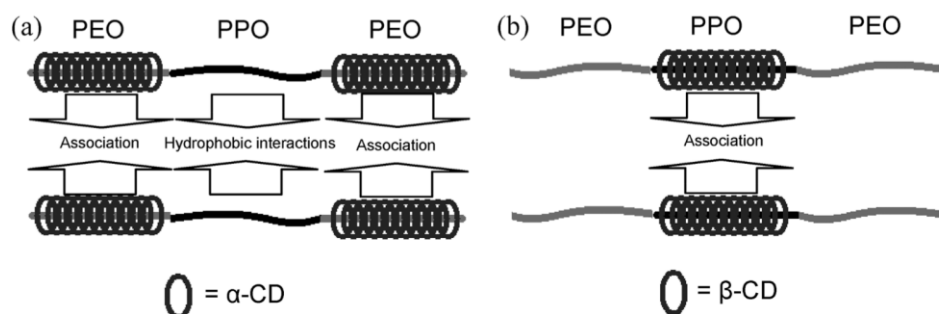 (a) PEO PPO PEO
Association Hydrophobic interactions Association
= α-CD
(b) PEO PPO PEO
Association
= β-CD